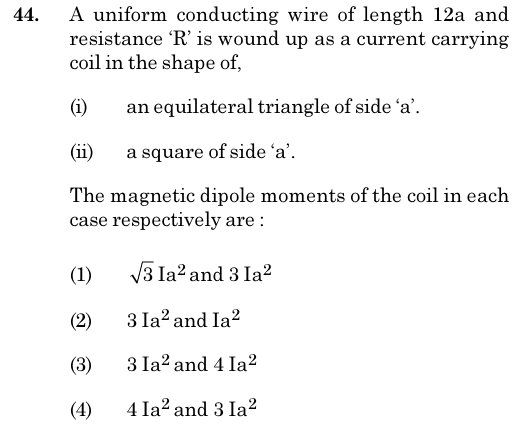 44. A uniform conducting wire of length 12a and
resistance ‘R’ is wound up as a current carrying
coil in the shape of,
(i) an equilateral triangle of side ‘a’.
(ii) a square of side ‘a’.
The magnetic dipole moments of the coil in each
case respectively are :
(1) √3 Ia² and 3 Ia²
(2) 3 Ia² and Ia²
(3) 3 Ia² and 4 Ia²
(4) 4 Ia² and 3 Ia²